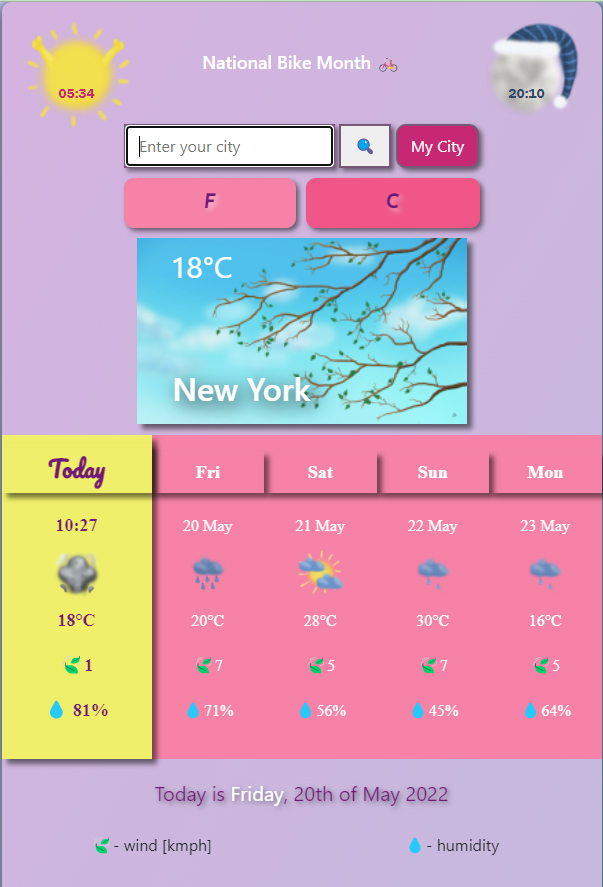 National Bike Month 🚲
05:34
20:10
Enter your city
My City
F
C
18°C
New York
Today
Fri
Sat
Sun
Mon
10:27
20 May
21 May
22 May
23 May
18°C
20°C
28°C
30°C
16°C
1
7
5
7
5
81%
71%
56%
45%
64%
Today is Friday, 20th of May 2022
- wind [kmph]
- humidity